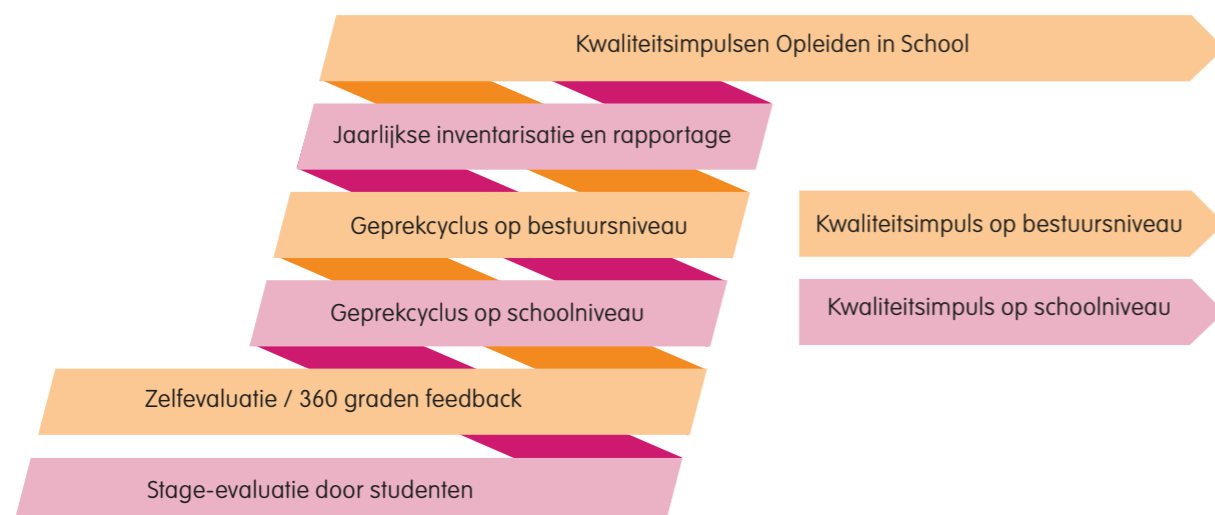 Kwaliteitsimpulsen Opleiden in School
Jaarlijkse inventarisatie en rapportage
Geprekcyclus op bestuursniveau
Kwaliteitsimpuls op bestuursniveau
Geprekcyclus op schoolniveau
Kwaliteitsimpuls op schoolniveau
Zelfevaluatie / 360 graden feedback
Stage-evaluatie door studenten